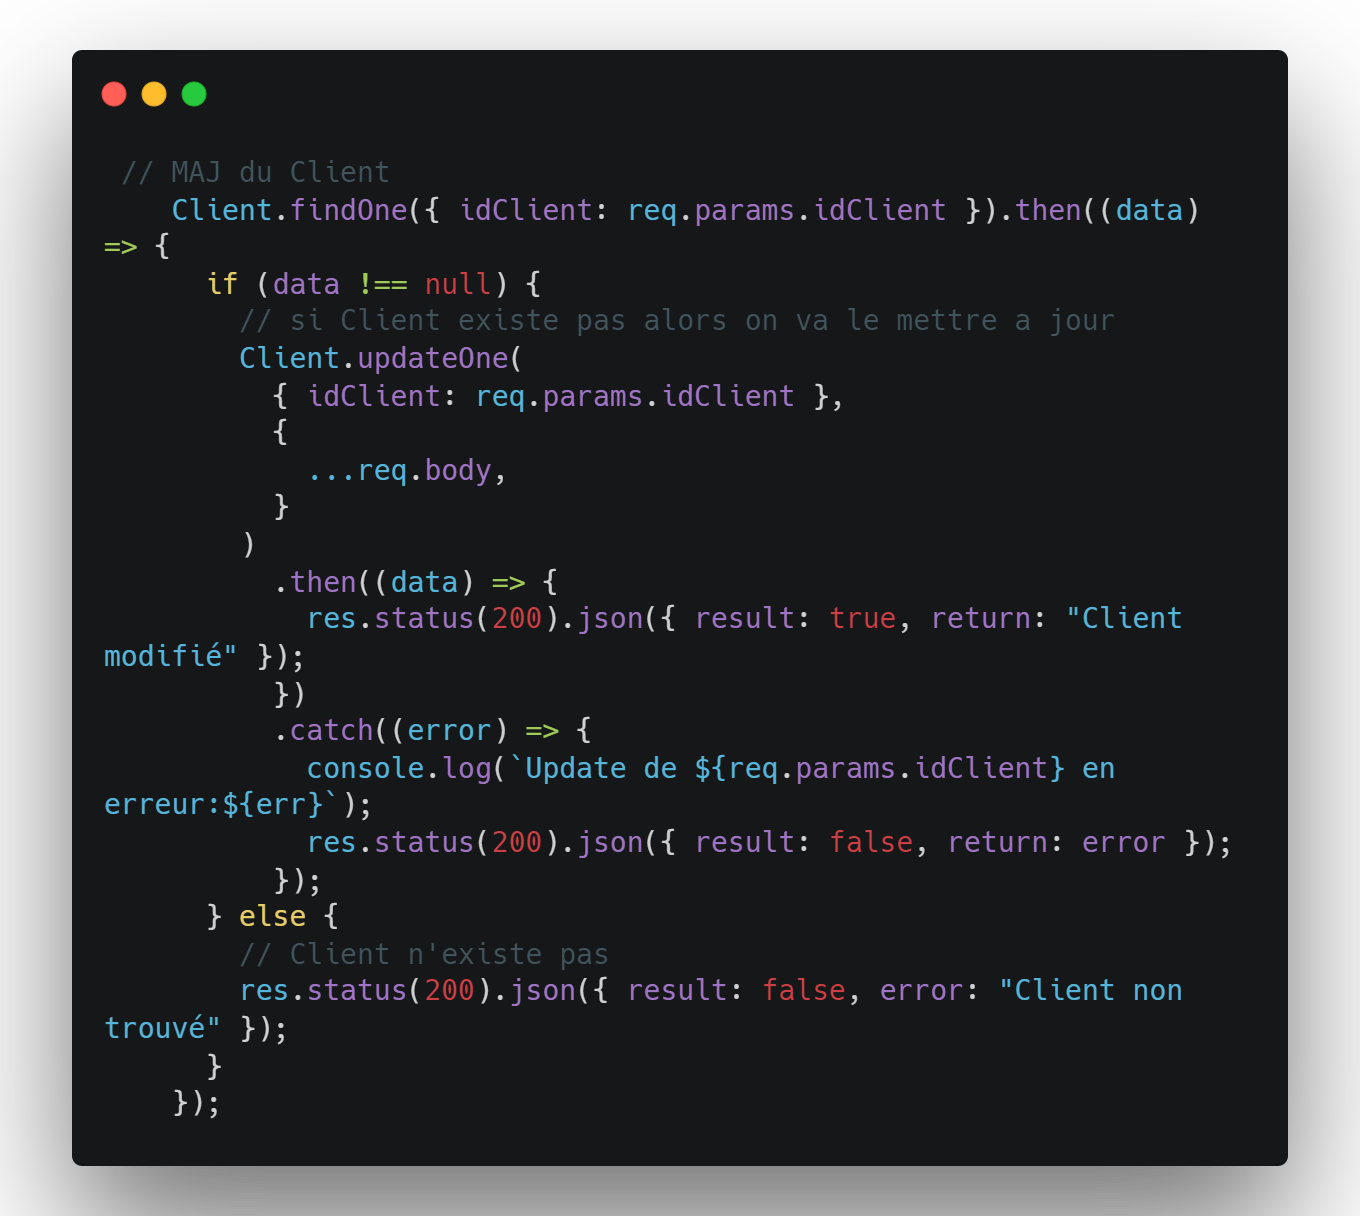 // MAJ du Client
Client.findOne({ idClient: req.params.idClient }).then((data)
=> {
if (data !== null) {
// si Client existe pas alors on va le mettre a jour
Client.updateOne(
{ idClient: req.params.idClient },
{
...req.body,
}
)
.then((data) => {
res.status(200).json({ result: true, return: "Client
modifié" });
})
.catch((error) => {
console.log(`Update de ${req.params.idClient} en
erreur:${err}`);
res.status(200).json({ result: false, return: error });
});
} else {
// Client n'existe pas
res.status(200).json({ result: false, error: "Client non
trouvé" });
}
});